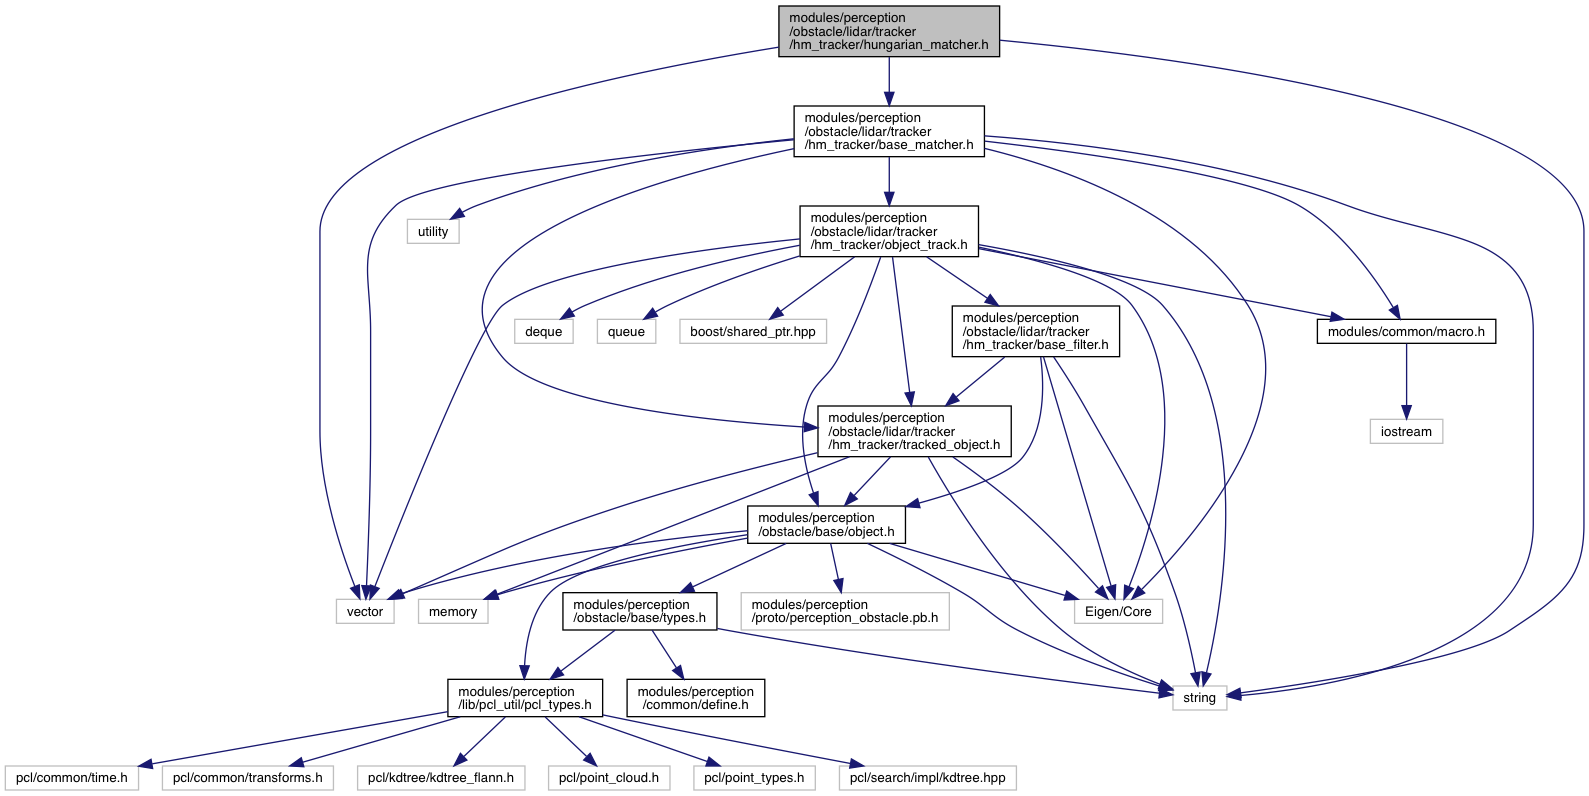 modules/perception
/obstacle/lidar/tracker
/hm_tracker/hungarian_matcher.h
modules/perception
/obstacle/lidar/tracker
/hm_tracker/base_matcher.h
utility
modules/perception
/obstacle/lidar/tracker
/hm_tracker/object_track.h
deque
queue
boost/shared_ptr.hpp
modules/perception
/obstacle/lidar/tracker
/hm_tracker/base_filter.h
modules/common/macro.h
modules/perception
/obstacle/lidar/tracker
/hm_tracker/tracked_object.h
iostream
modules/perception
/obstacle/base/object.h
vector
memory
modules/perception
/obstacle/base/types.h
modules/perception
/proto/perception_obstacle.pb.h
Eigen/Core
modules/perception
/lib/pcl_util/pcl_types.h
modules/perception
/common/define.h
string
pcl/common/time.h
pcl/common/transforms.h
pcl/kdtree/kdtree_flann.h
pcl/point_cloud.h
pcl/point_types.h
pcl/search/impl/kdtree.hpp